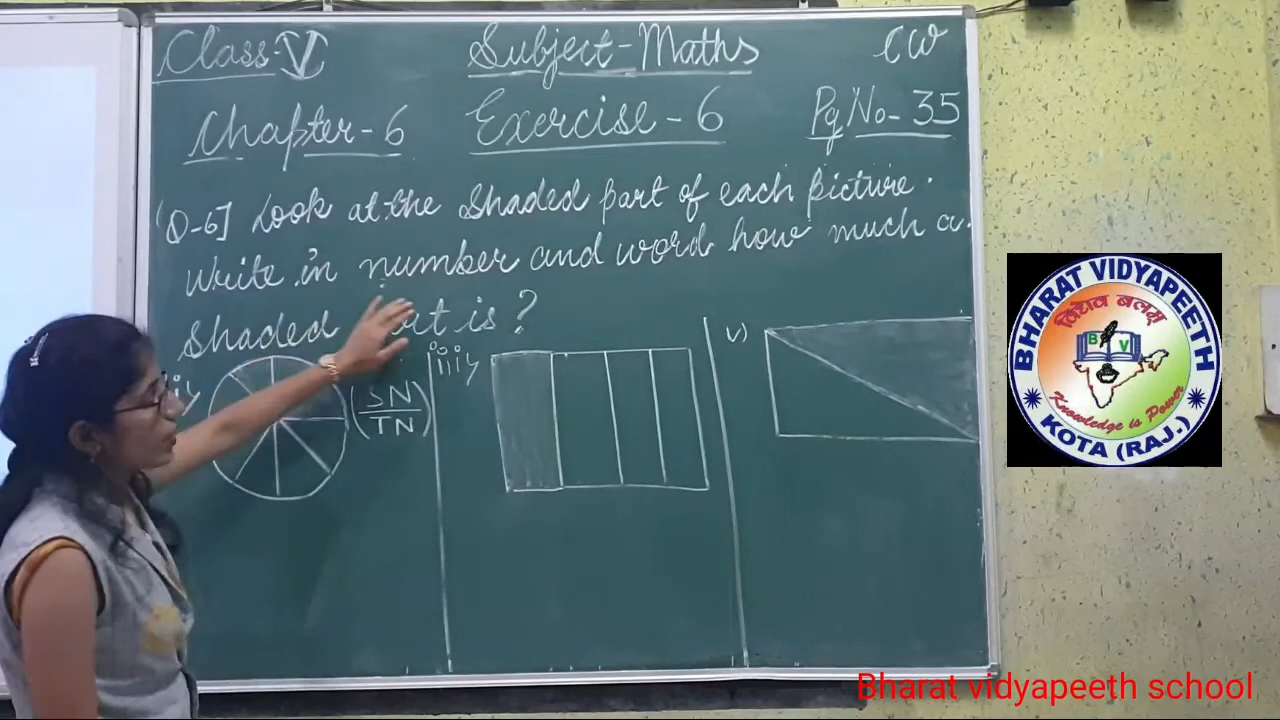 Class-V Subject-Maths CW
Chapter-6 Exercise-6 Pg No-35
Q-6] Look at the shaded part of each picture.
Write in number and word how much a
Shaded is?
iii)
v)
(SN
TN)
BHARAT VIDYAPEETH
विद्यैव बलम्
B V
Knowledge is Power
KOTA (RAJ.)
Bharat vidyapeeth school